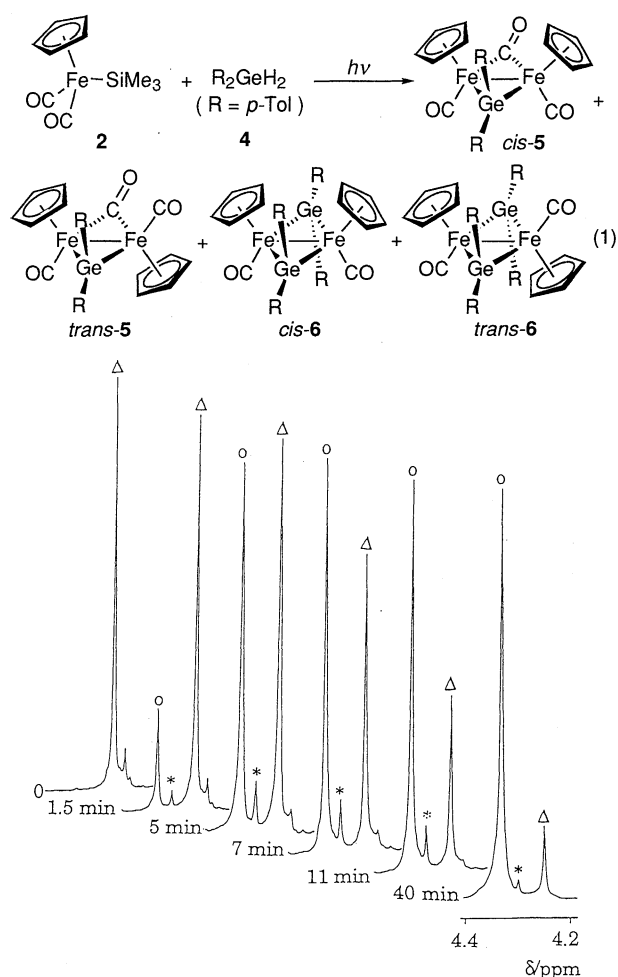 Fe SiMe3 + R2GeH2 hν
OC OC ( R = p-Tol )
2 4
O C R Fe Fe OC Ge CO R +
cis-5
O C R CO Fe Fe OC Ge R
trans-5
+
R Ge R Fe Fe OC Ge R CO R
cis-6
+
R Ge R CO Fe Fe OC Ge R R
trans-6
(1)
Δ
Δ
o
Δ
o
o
o
Δ
Δ
o
*
*
*
*
Δ
*
0
1.5 min
5 min
7 min
11 min
40 min
4.4 4.2
δ/ppm